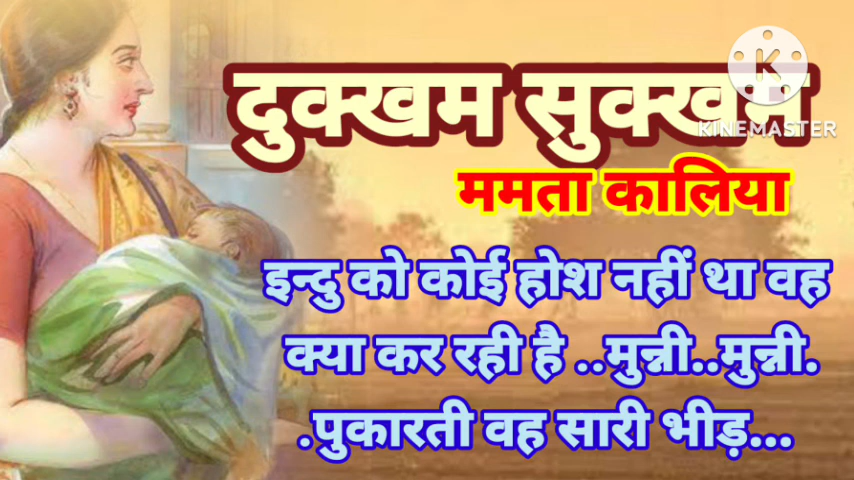 दुक्खम सुक्खम
KINEMASTER
ममता कालिया
इन्दु को कोई होश नहीं था वह
क्या कर रही है ..मुन्नी..मुन्नी.
.पुकारती वह सारी भीड़...